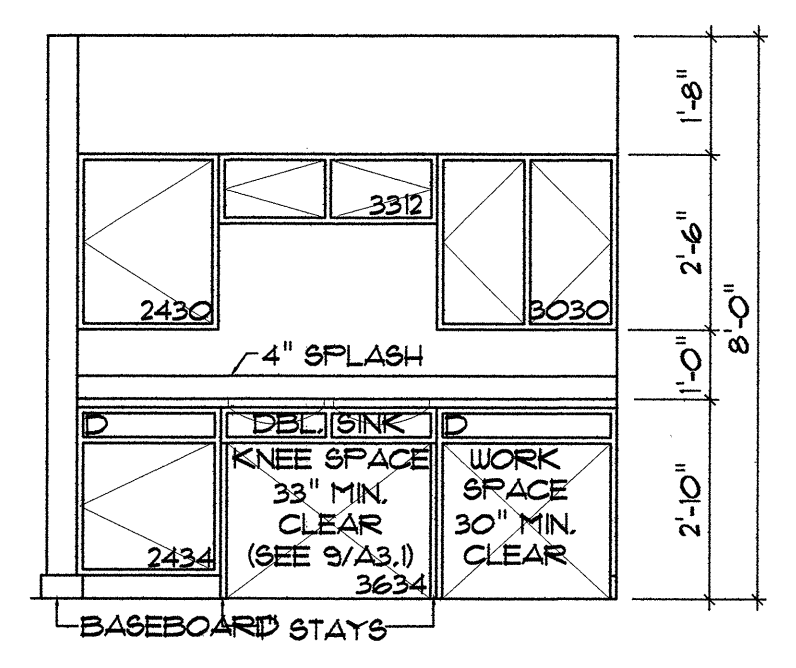 1'-8"
3312
2'-6"
2430
3030
8'-0"
4" SPLASH
1'-0"
D
DBL. SINK
D
KNEE SPACE
33" MIN.
CLEAR
(SEE 9/A3.1)
WORK
SPACE
30" MIN.
CLEAR
2'-10"
2434
3634
BASEBOARD STAYS